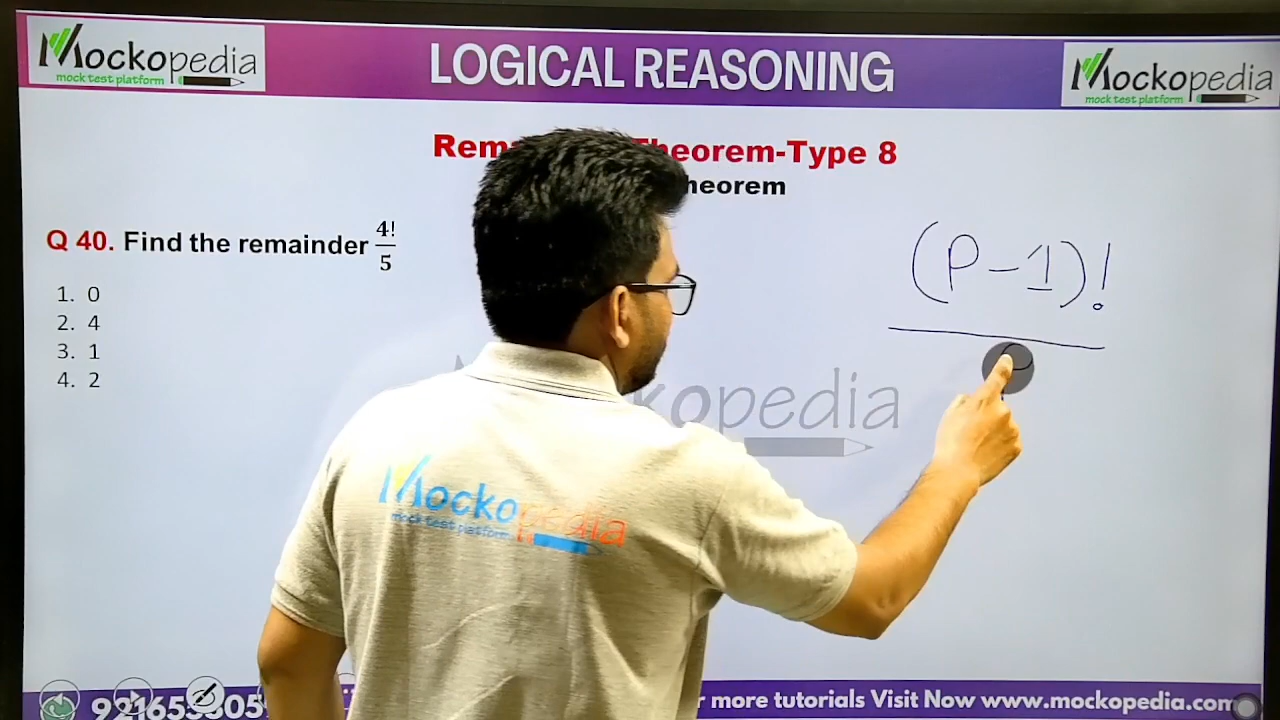 Mockopedia
mock test platform
LOGICAL REASONING
Mockopedia
mock test platform
Theorem-Type 8
Q 40. Find the remainder 4!/5
1. 0
2. 4
3. 1
4. 2
(P-1)!
Mockopedia
mock test platform
more tutorials Visit Now www.mockopedia.com